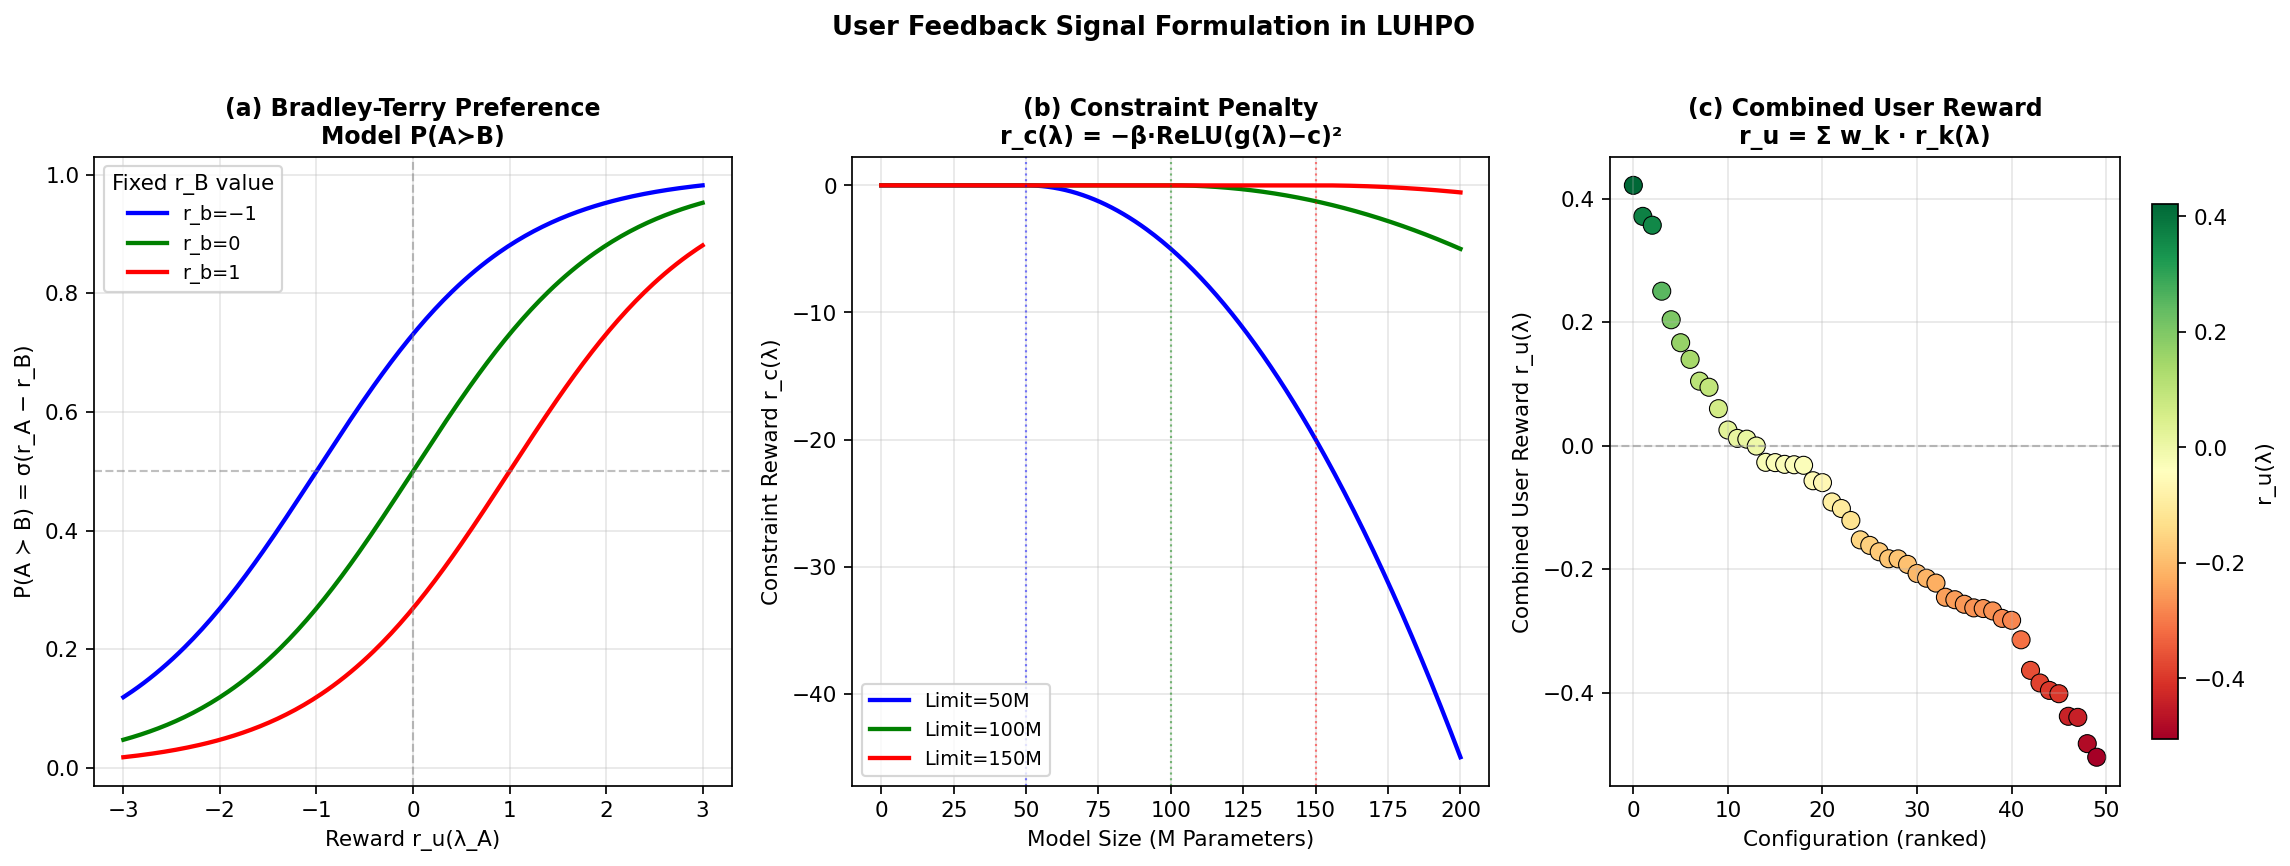 User Feedback Signal Formulation in LUHPO
(a) Bradley-Terry Preference
Model P(A≻B)
1.0
0.8
0.6
0.4
0.2
0.0
P(A ≻ B) = σ(r_A − r_B)
Fixed r_B value
r_b=−1
r_b=0
r_b=1
−3
−2
−1
0
1
2
3
Reward r_u(λ_A)
(b) Constraint Penalty
r_c(λ) = −β·ReLU(g(λ)−c)²
0
−10
−20
−30
−40
Constraint Reward r_c(λ)
Limit=50M
Limit=100M
Limit=150M
0
25
50
75
100
125
150
175
200
Model Size (M Parameters)
(c) Combined User Reward
r_u = Σ w_k · r_k(λ)
0.4
0.2
0.0
−0.2
−0.4
Combined User Reward r_u(λ)
0
10
20
30
40
50
Configuration (ranked)
0.4
0.2
0.0
−0.2
−0.4
r_u(λ)